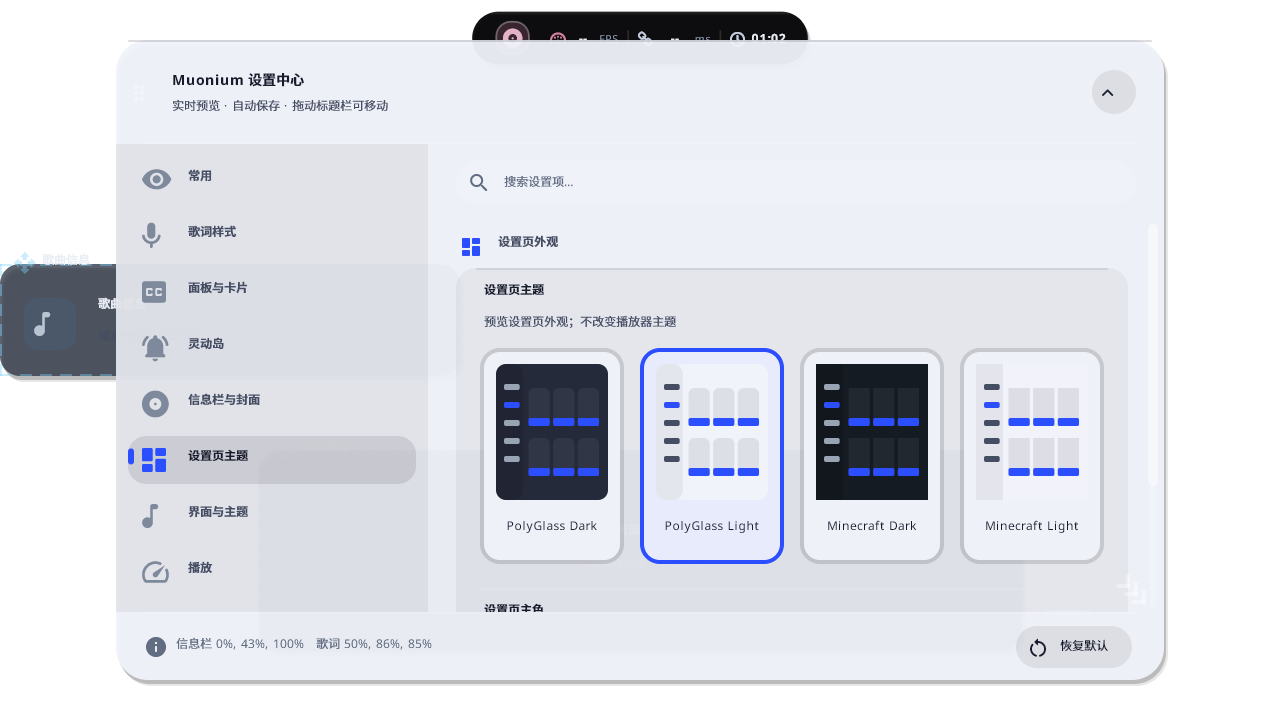 -- FPS -- ms 01:02
Muonium 设置中心
实时预览 · 自动保存 · 拖动标题栏可移动
常用
歌词样式
面板与卡片
灵动岛
信息栏与封面
设置页主题
界面与主题
播放
歌曲信息
搜索设置项...
设置页外观
设置页主题
预览设置页外观；不改变播放器主题
PolyGlass Dark
PolyGlass Light
Minecraft Dark
Minecraft Light
设置页主色
信息栏 0%, 43%, 100% 歌词 50%, 86%, 85%
恢复默认